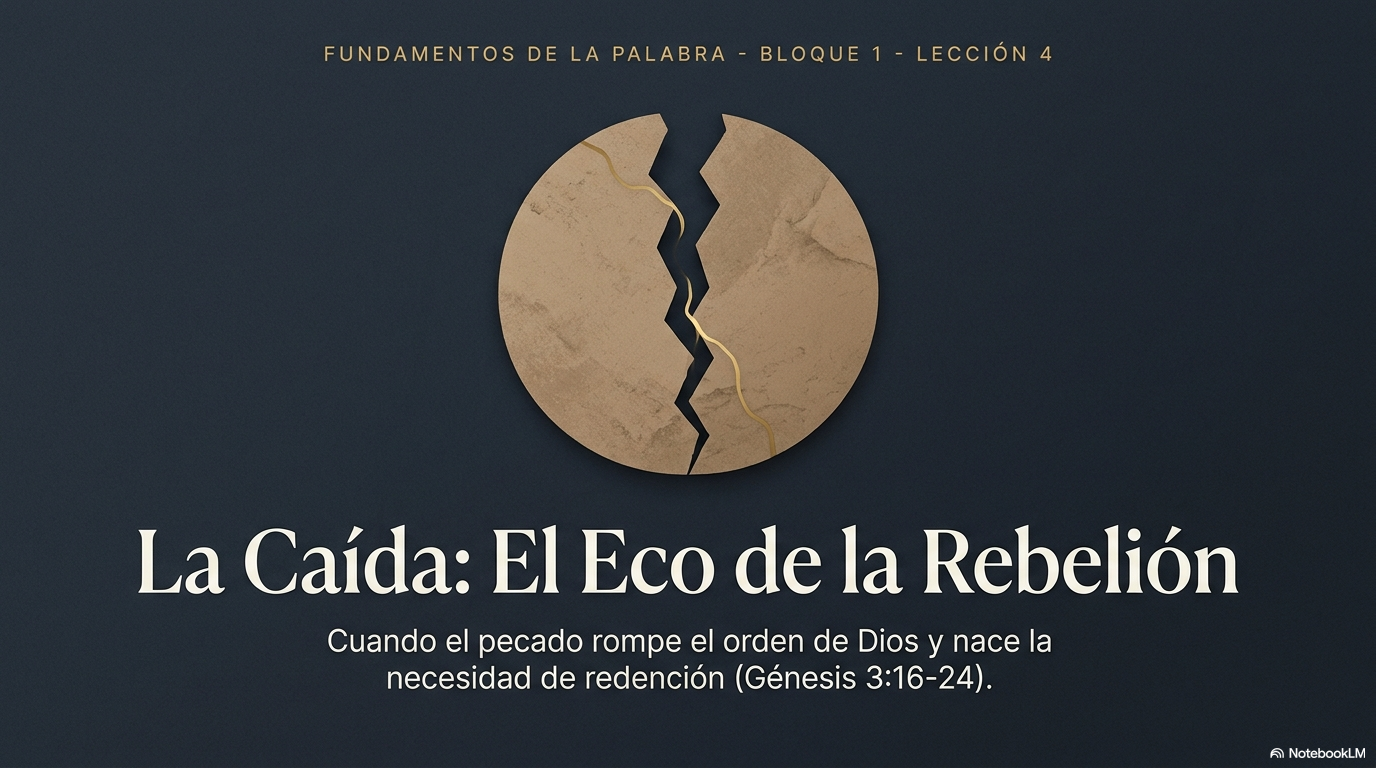 FUNDAMENTOS DE LA PALABRA - BLOQUE 1 - LECCIÓN 4
La Caída: El Eco de la Rebelión
Cuando el pecado rompe el orden de Dios y nace la
necesidad de redención (Génesis 3:16-24).
NotebookLM